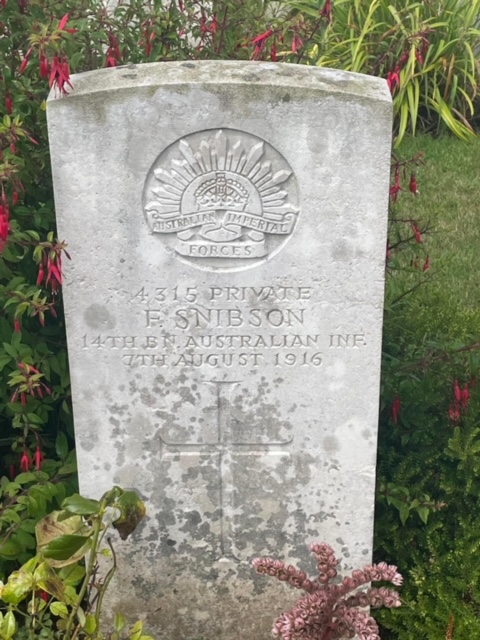 AUSTRALIAN IMPERIAL
FORCES
4315 PRIVATE
F. SNIBSON
14TH BN. AUSTRALIAN INF.
7TH AUGUST 1916